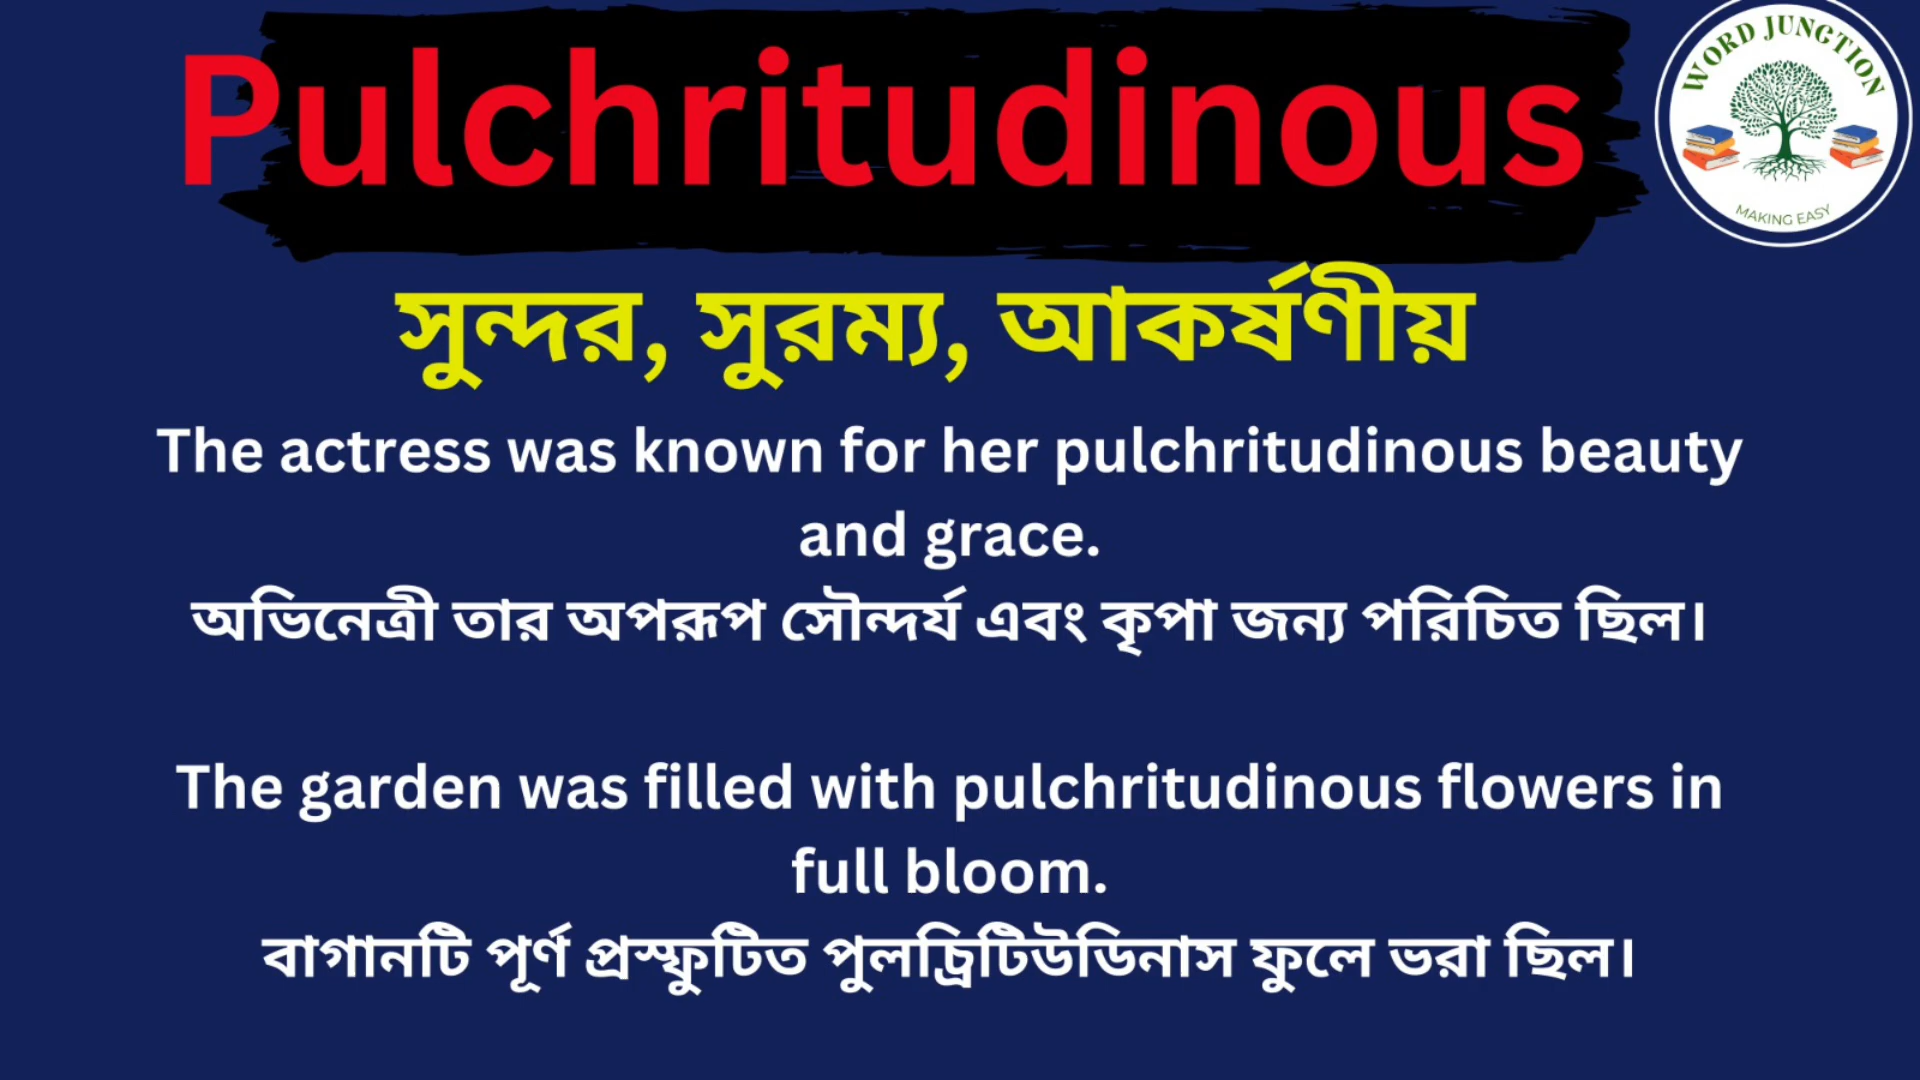 Pulchritudinous
WORD JUNCTION
MAKING EASY
সুন্দর, সুরম্য, আকর্ষণীয়
The actress was known for her pulchritudinous beauty
and grace.
অভিনেত্রী তার অপরূপ সৌন্দর্য এবং কৃপা জন্য পরিচিত ছিল।
The garden was filled with pulchritudinous flowers in
full bloom.
বাগানটি পূর্ণ প্রস্ফুটিত পুলচ্রিটিউডিনাস ফুলে ভরা ছিল।